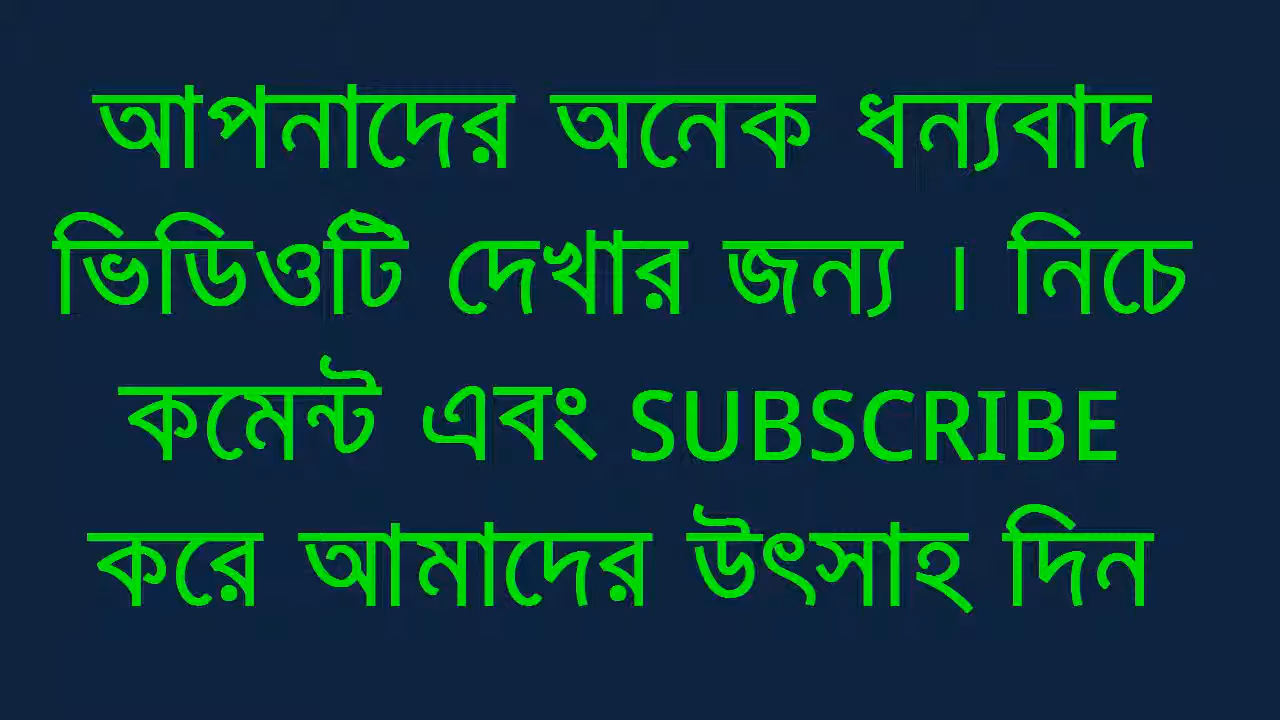 আপনাদের অনেক ধন্যবাদ
ভিডিওটি দেখার জন্য । নিচে
কমেন্ট এবং SUBSCRIBE
করে আমাদের উৎসাহ দিন